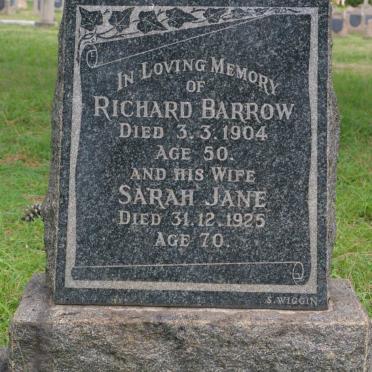 In Loving Memory
of
Richard Barrow
Died 3. 3. 1904
Age 50.
and his Wife
Sarah Jane
Died 31. 12. 1925
Age 70.
S. WIGGIN